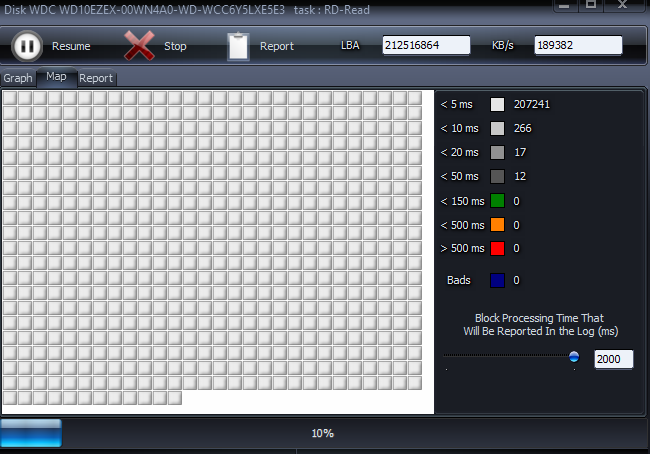 Disk WDC WD10EZEX-00WN4A0-WD-WCC6Y5LXE5E3 task : RD-Read
Resume Stop Report LBA 212516864 KB/s 189382
Graph Map Report
< 5 ms 207241
< 10 ms 266
< 20 ms 17
< 50 ms 12
< 150 ms 0
< 500 ms 0
> 500 ms 0
Bads 0
Block Processing Time That
Will Be Reported In the Log (ms)
2000
10%